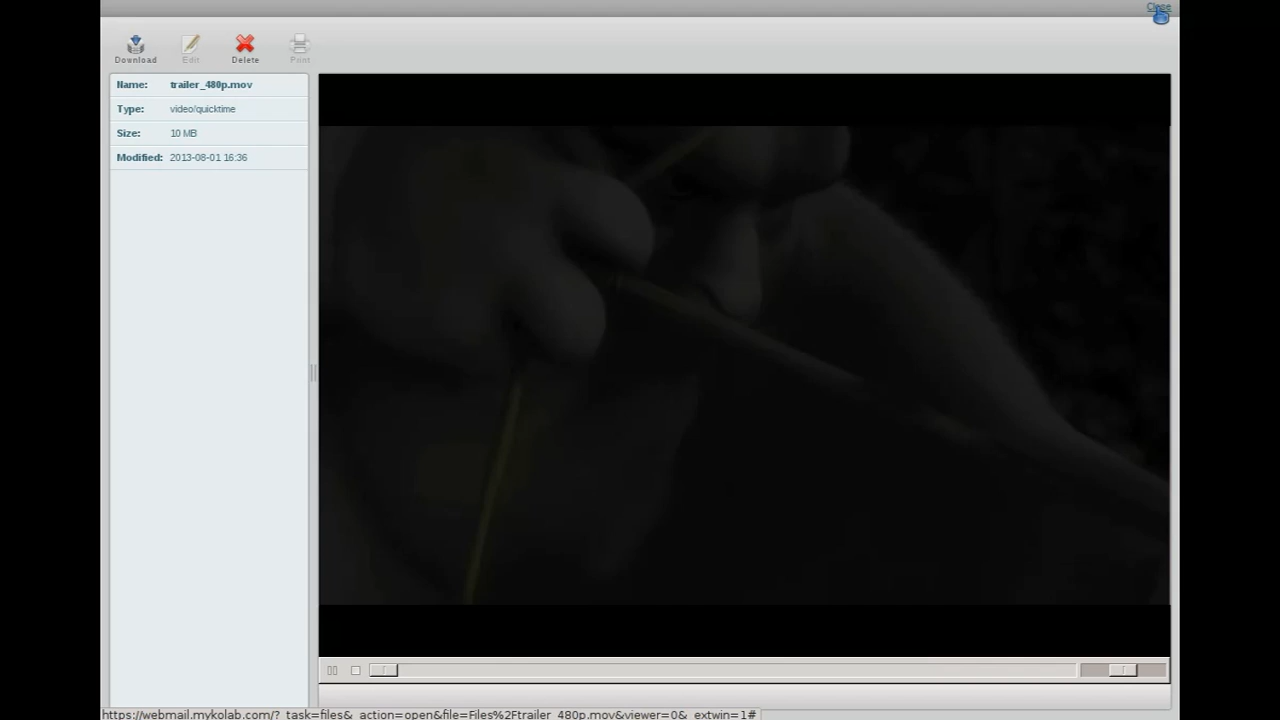 Close
Download Edit Delete Print
Name: trailer_480p.mov
Type: video/quicktime
Size: 10 MB
Modified: 2013-08-01 16:36
https://webmail.mykolab.com/?_task=files&_action=open&file=Files%2Ftrailer_480p.mov&viewer=0&_extwin=1#